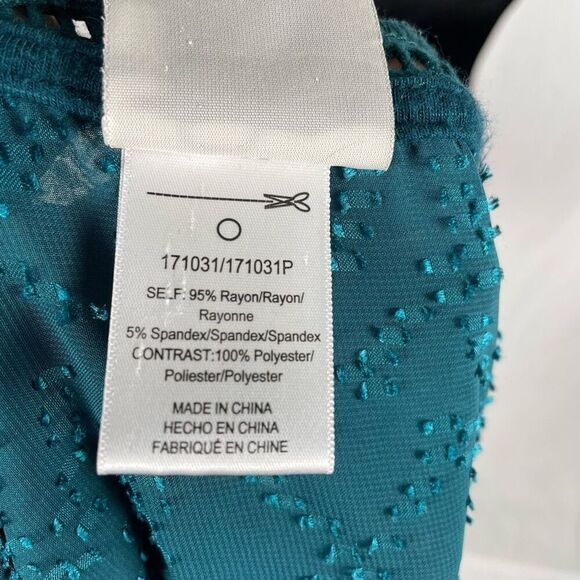 171031/171031P
SELF: 95% Rayon/Rayon/
Rayonne
5% Spandex/Spandex/Spandex
CONTRAST:100% Polyester/
Poliester/Polyester
MADE IN CHINA
HECHO EN CHINA
FABRIQUÉ EN CHINE